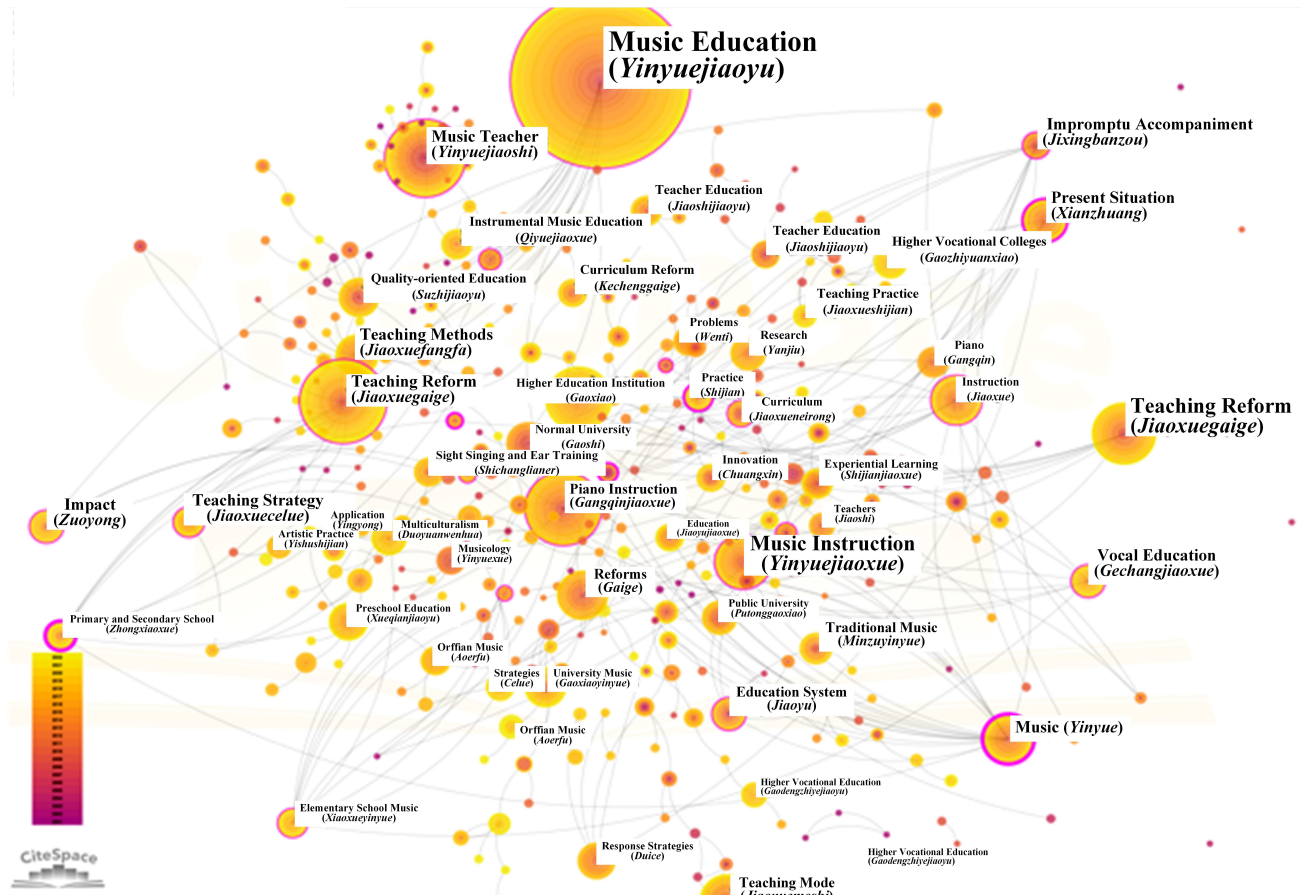 Music Education
(Yinyuejiaoyu)
Music Teacher
(Yinyuejiaoshi)
Impromptu Accompaniment
(Jixingbanzou)
Teacher Education
(Jiaoshijiaoyu)
Present Situation
(Xianzhuang)
Instrumental Music Education
(Qiyuejiaoxue)
Teacher Education
(Jiaoshijiaoyu)
Higher Vocational Colleges
(Gaozhiyuanxiao)
Quality-oriented Education
(Suzhijiaoyu)
Curriculum Reform
(Kechenggaige)
Teaching Practice
(Jiaoxueshijian)
Teaching Methods
(Jiaoxuefangfa)
Problems
(Wenti)
Research
(Yanjiu)
Piano
(Gangqin)
Teaching Reform
(Jiaoxuegaige)
Higher Education Institution
(Gaoxiao)
Practice
(Shijian)
Instruction
(Jiaoxue)
Curriculum
(Jiaoxueneirong)
Teaching Reform
(Jiaoxuegaige)
Normal University
(Gaoshi)
Sight Singing and Ear Training
(Shichanglianer)
Innovation
(Chuangxin)
Experiential Learning
(Shijianjiaoxue)
Piano Instruction
(Gangqinjiaoxue)
Impact
(Zuoyong)
Teaching Strategy
(Jiaoxuecelue)
Application
(Yingyong)
Artistic Practice
(Yishushijian)
Multiculturalism
(Duoyuanwenhua)
Education
(Jiaoyujiaoxue)
Teachers
(Jiaoshi)
Musicology
(Yinyuexue)
Music Instruction
(Yinyuejiaoxue)
Vocal Education
(Gechangjiaoxue)
Reforms
(Gaige)
Preschool Education
(Xueqianjiaoyu)
Public University
(Putonggaoxiao)
Primary and Secondary School
(Zhongxiaoxue)
Traditional Music
(Minzuyinyue)
Orffian Music
(Aoerfu)
Strategies
(Celue)
University Music
(Gaoxiaoyinyue)
Education System
(Jiaoyu)
Orffian Music
(Aoerfu)
Music (Yinyue)
Higher Vocational Education
(Gaodengzhiyejiaoyu)
Elementary School Music
(Xiaoxueyinyue)
Response Strategies
(Duice)
Higher Vocational Education
(Gaodengzhiyejiaoyu)
Teaching Mode
CiteSpace